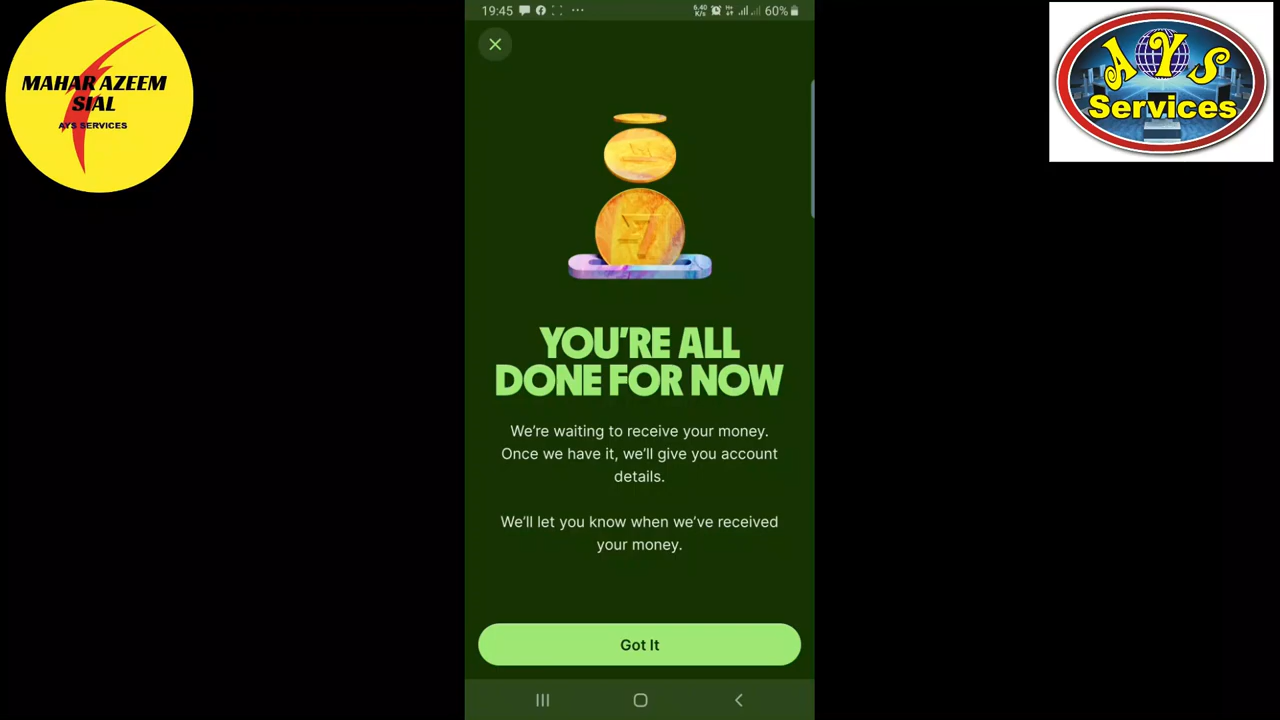 MAHAR AZEEM
SIAL
AYS SERVICES
AYS
Services
19:45
6.40
K/s
60%
YOU'RE ALL
DONE FOR NOW
We're waiting to receive your money.
Once we have it, we'll give you account
details.
We'll let you know when we've received
your money.
Got It